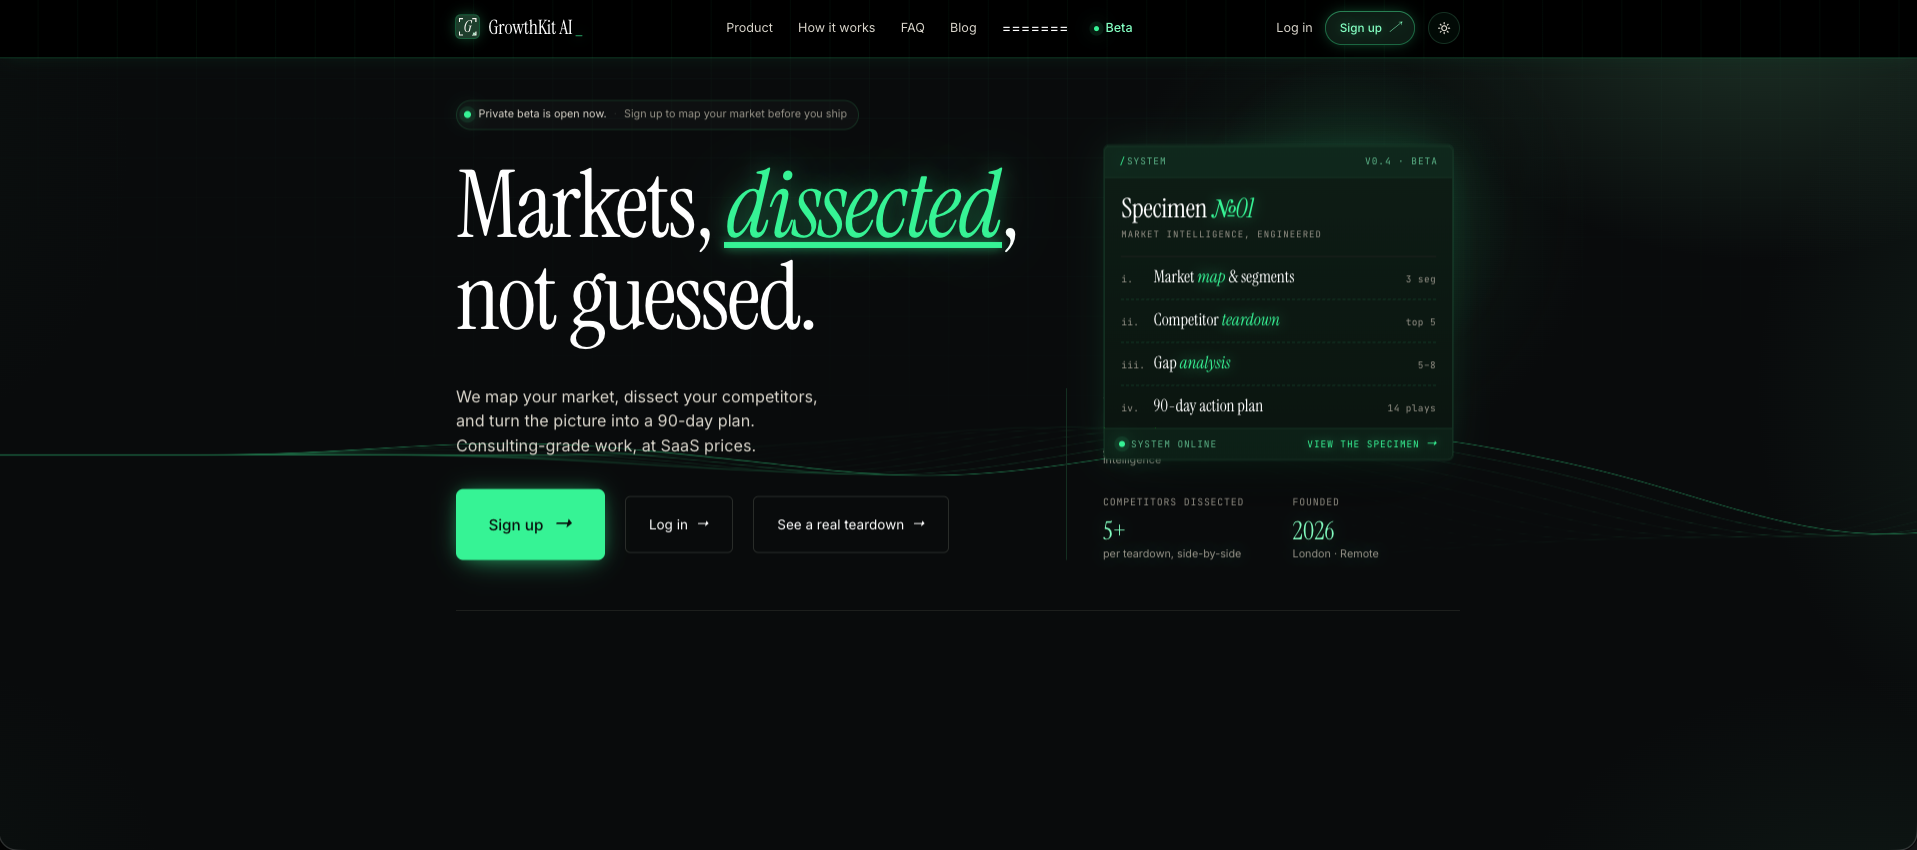 GrowthKit AI_
Product How it works FAQ Blog ======= Beta
Log in Sign up
Private beta is open now. Sign up to map your market before you ship
Markets, dissected,
not guessed.
We map your market, dissect your competitors,
and turn the picture into a 90-day plan.
Consulting-grade work, at SaaS prices.
Sign up → Log in → See a real teardown →
/SYSTEM V0.4 · BETA
Specimen №01
MARKET INTELLIGENCE, ENGINEERED
i. Market map & segments 3 seg
ii. Competitor teardown top 5
iii. Gap analysis 5–8
iv. 90-day action plan 14 plays
SYSTEM ONLINE VIEW THE SPECIMEN →
intelligence
COMPETITORS DISSECTED
5+
per teardown, side-by-side
FOUNDED
2026
London · Remote